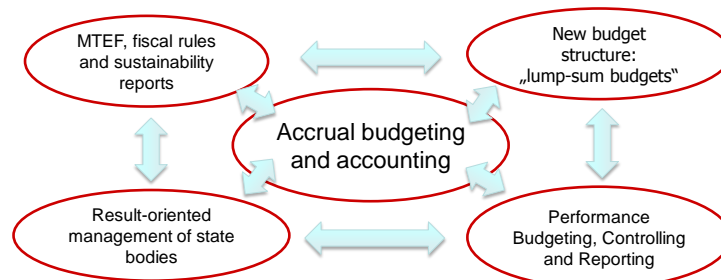 MTEF, fiscal rules
and sustainability
reports
New budget
structure:
„lump-sum budgets“
Accrual budgeting
and accounting
Result-oriented
management of state
bodies
Performance
Budgeting, Controlling
and Reporting